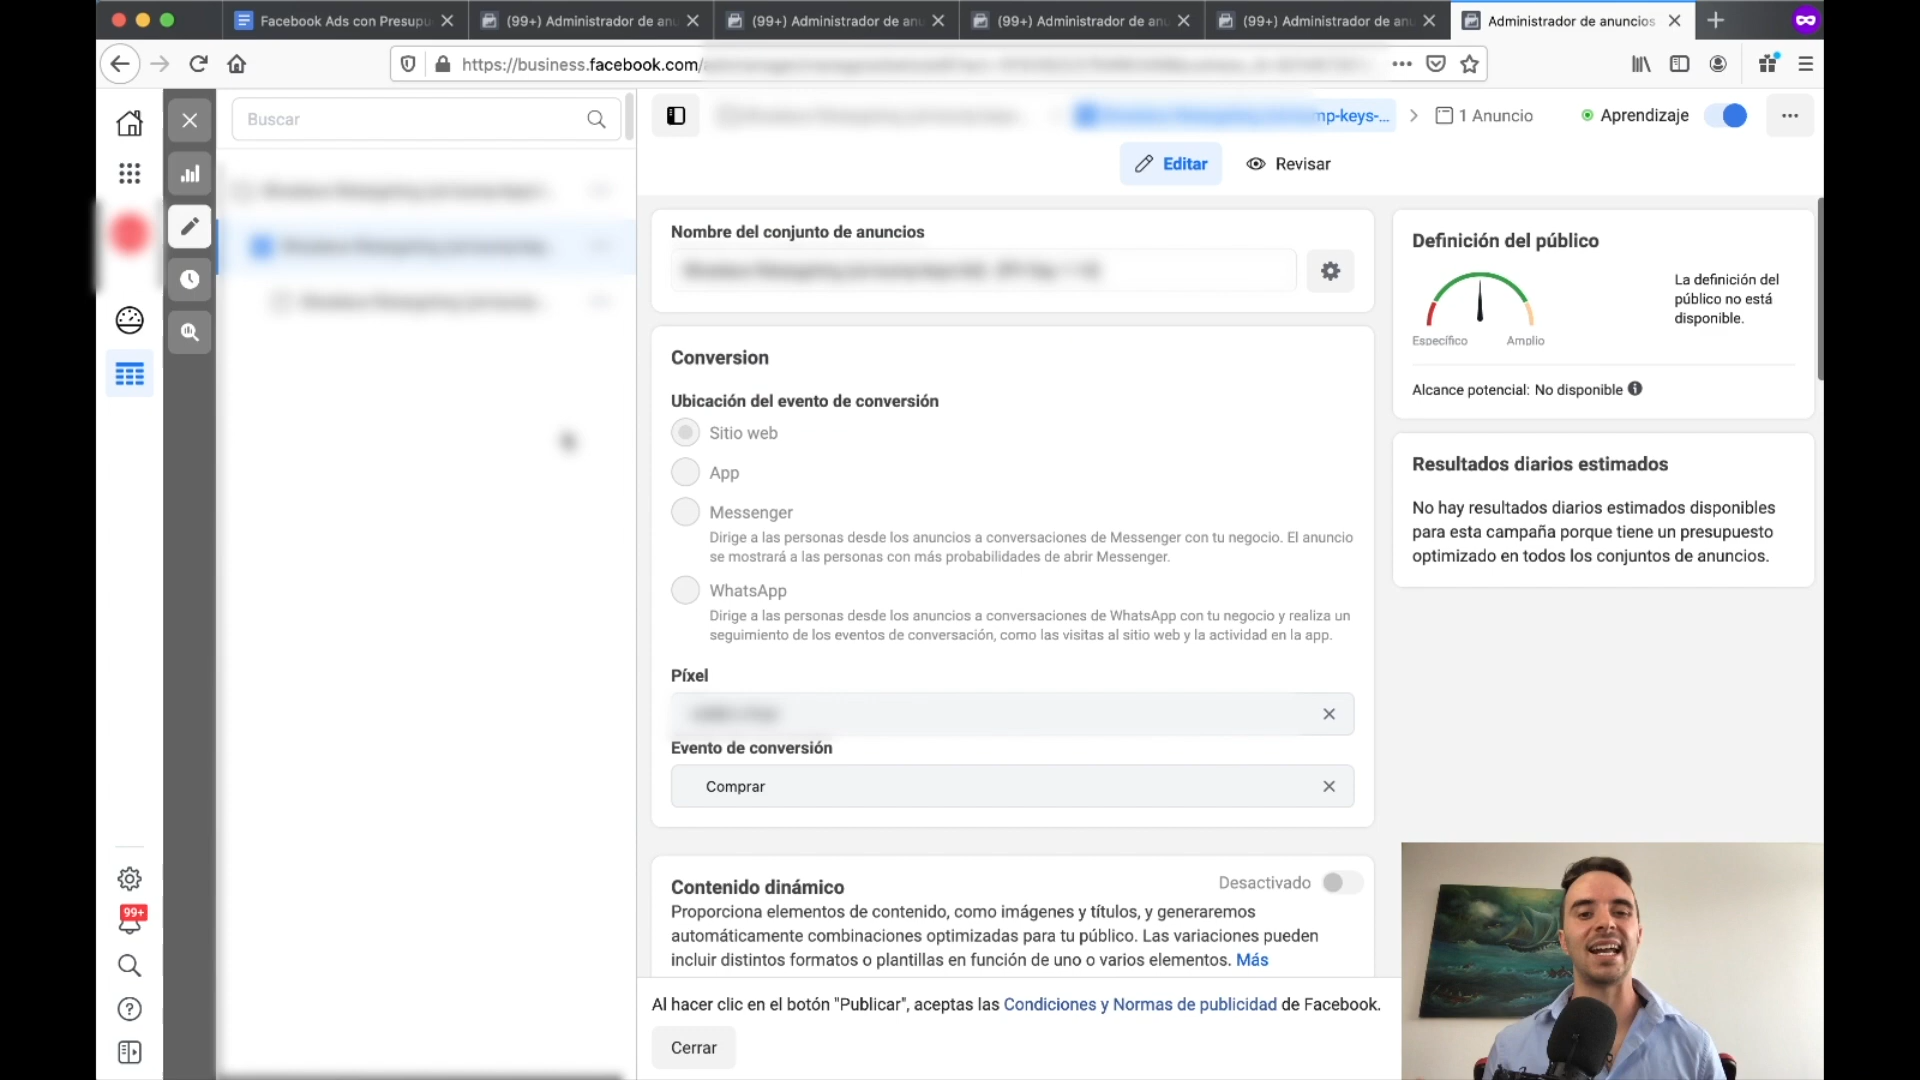 Facebook Ads con Presupu
(99+) Administrador de an
(99+) Administrador de anu
(99+) Administrador de an
(99+) Administrador de anu
Administrador de anuncios
https://business.facebook.com/
Buscar
mp-keys-...
1 Anuncio
Aprendizaje
Editar
Revisar
Nombre del conjunto de anuncios
Conversion
Ubicación del evento de conversión
Sitio web
App
Messenger
Dirige a las personas desde los anuncios a conversaciones de Messenger con tu negocio. El anuncio
se mostrará a las personas con más probabilidades de abrir Messenger.
WhatsApp
Dirige a las personas desde los anuncios a conversaciones de WhatsApp con tu negocio y realiza un
seguimiento de los eventos de conversación, como las visitas al sitio web y la actividad en la app.
Píxel
Evento de conversión
Comprar
Contenido dinámico
Desactivado
Proporciona elementos de contenido, como imágenes y títulos, y generaremos
automáticamente combinaciones optimizadas para tu público. Las variaciones pueden
incluir distintos formatos o plantillas en función de uno o varios elementos. Más
Al hacer clic en el botón "Publicar", aceptas las Condiciones y Normas de publicidad de Facebook.
Cerrar
Definición del público
La definición del
público no está
disponible.
Específico
Amplio
Alcance potencial: No disponible
Resultados diarios estimados
No hay resultados diarios estimados disponibles
para esta campaña porque tiene un presupuesto
optimizado en todos los conjuntos de anuncios.
99+